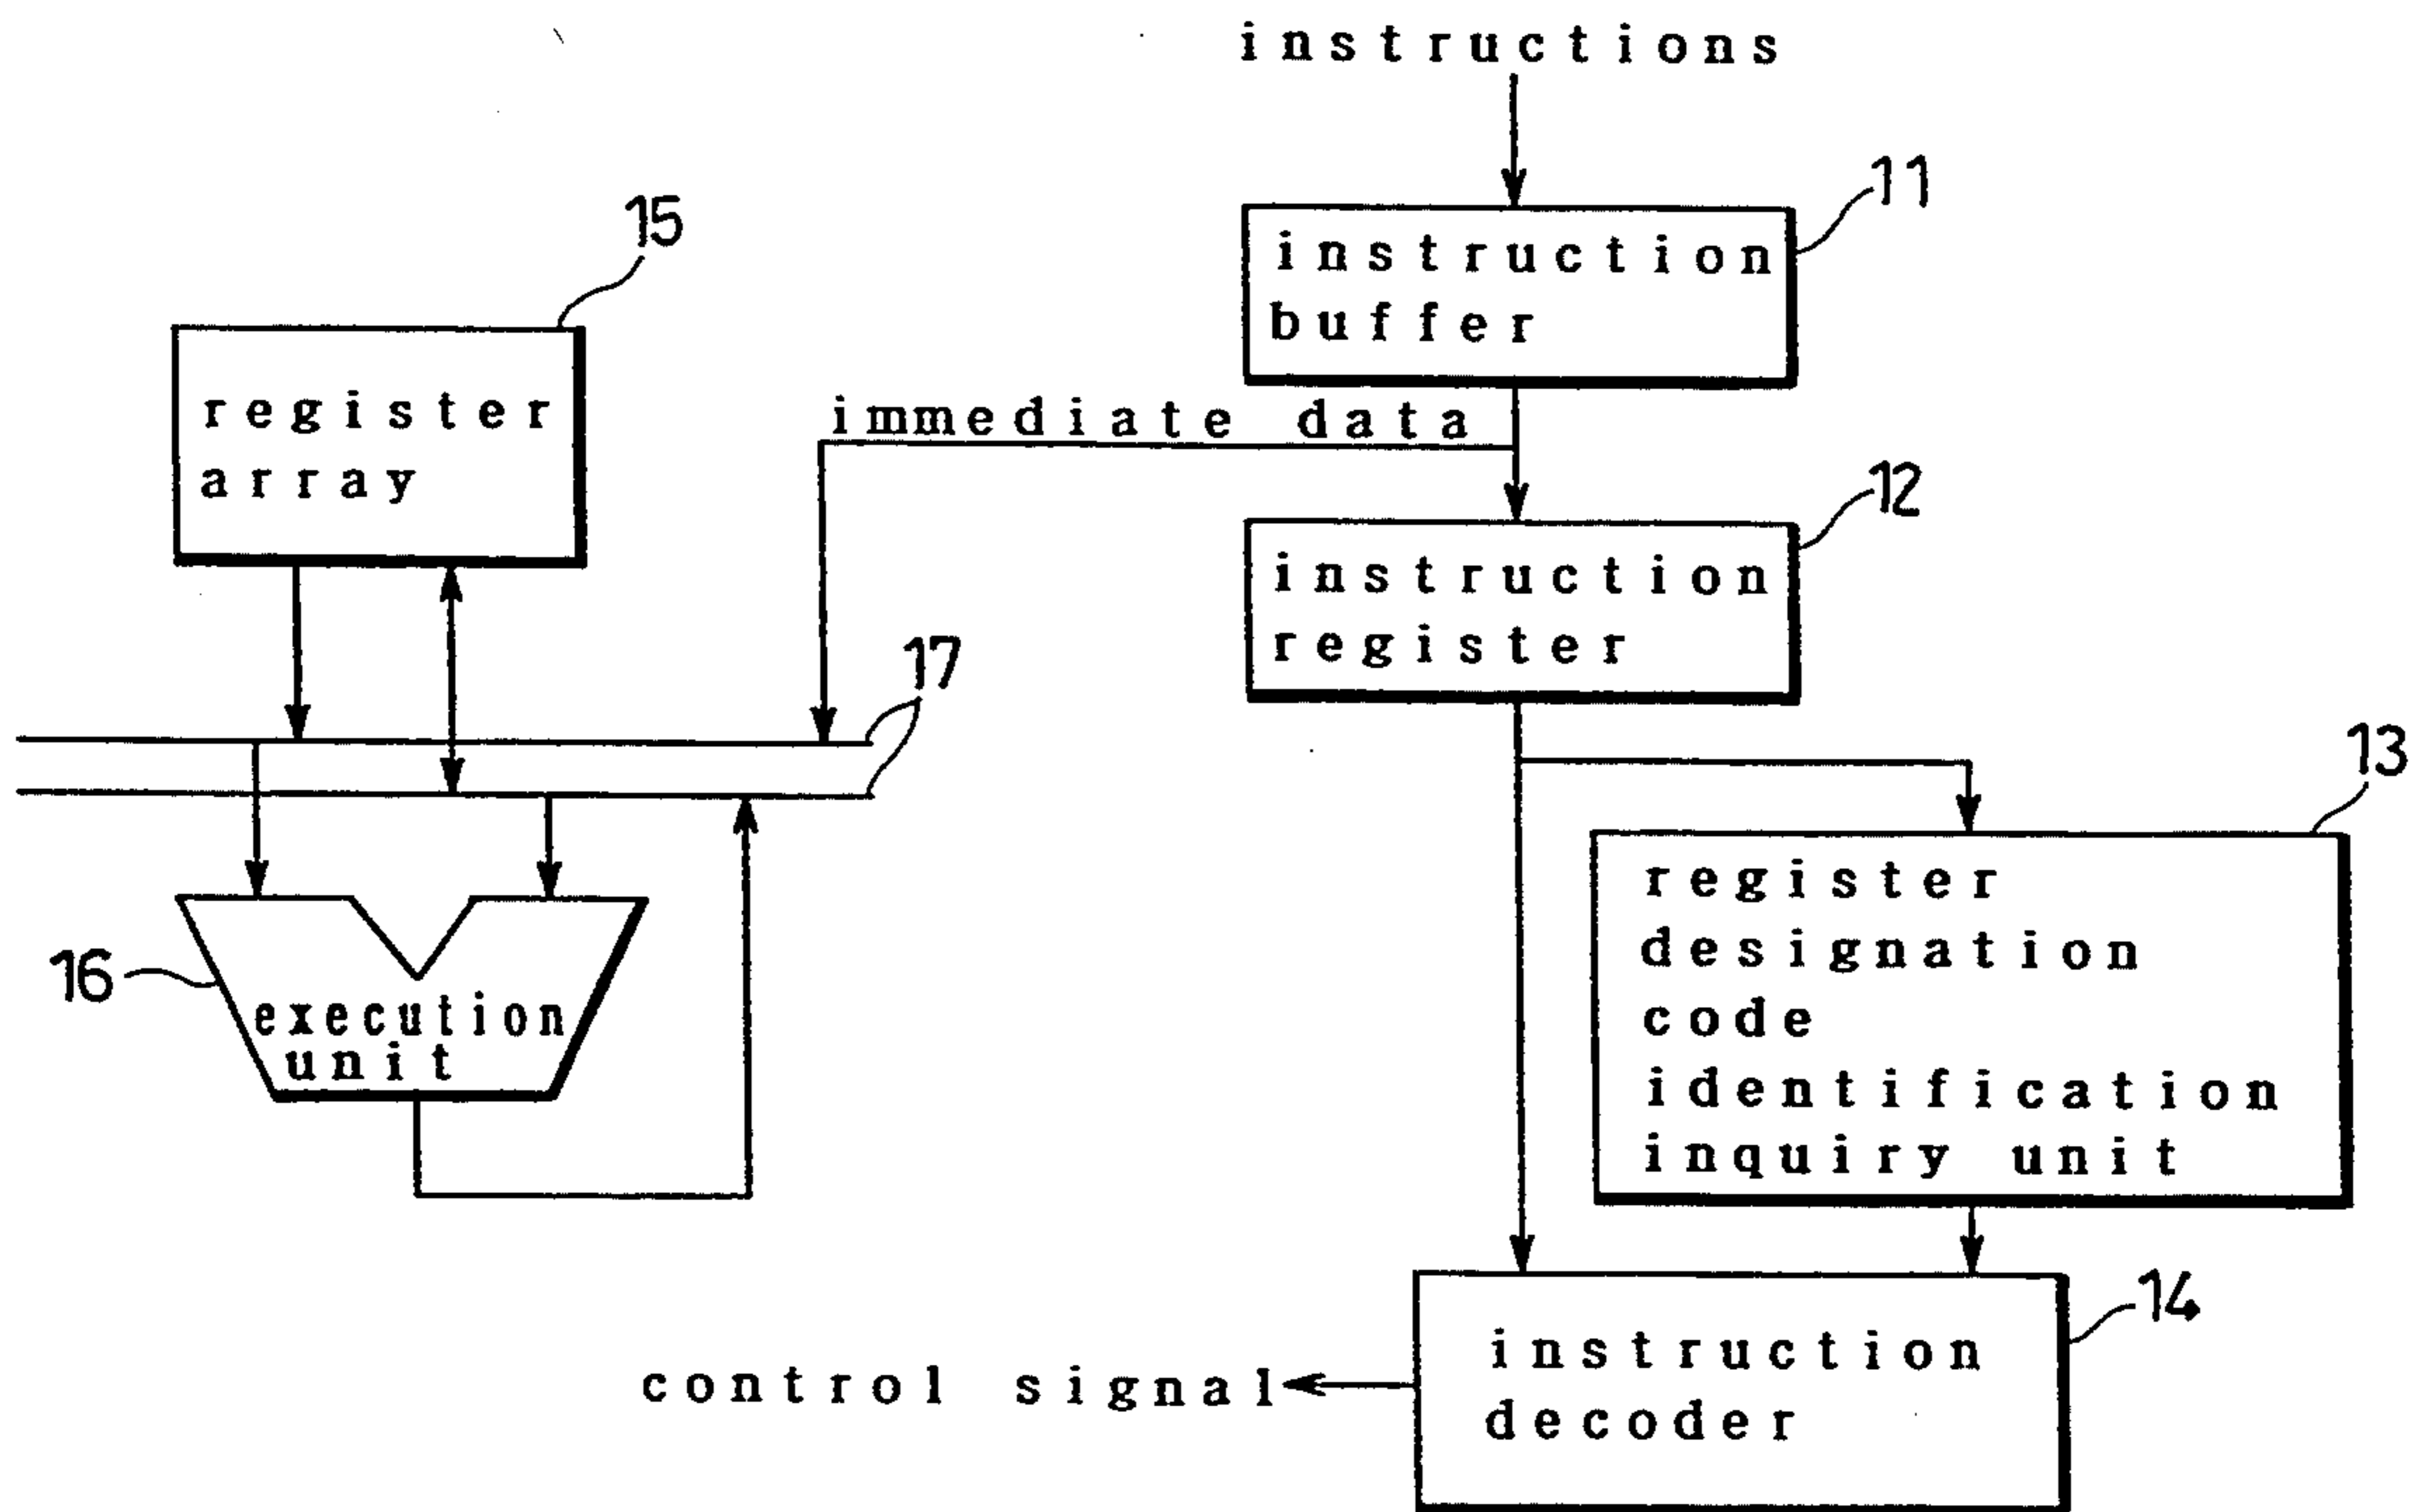 instructions
11
instruction
buffer
15
register
array
immediate data
12
instruction
register
17
13
register
designation
code
identification
inquiry unit
16
execution
unit
14
instruction
decoder
control signal